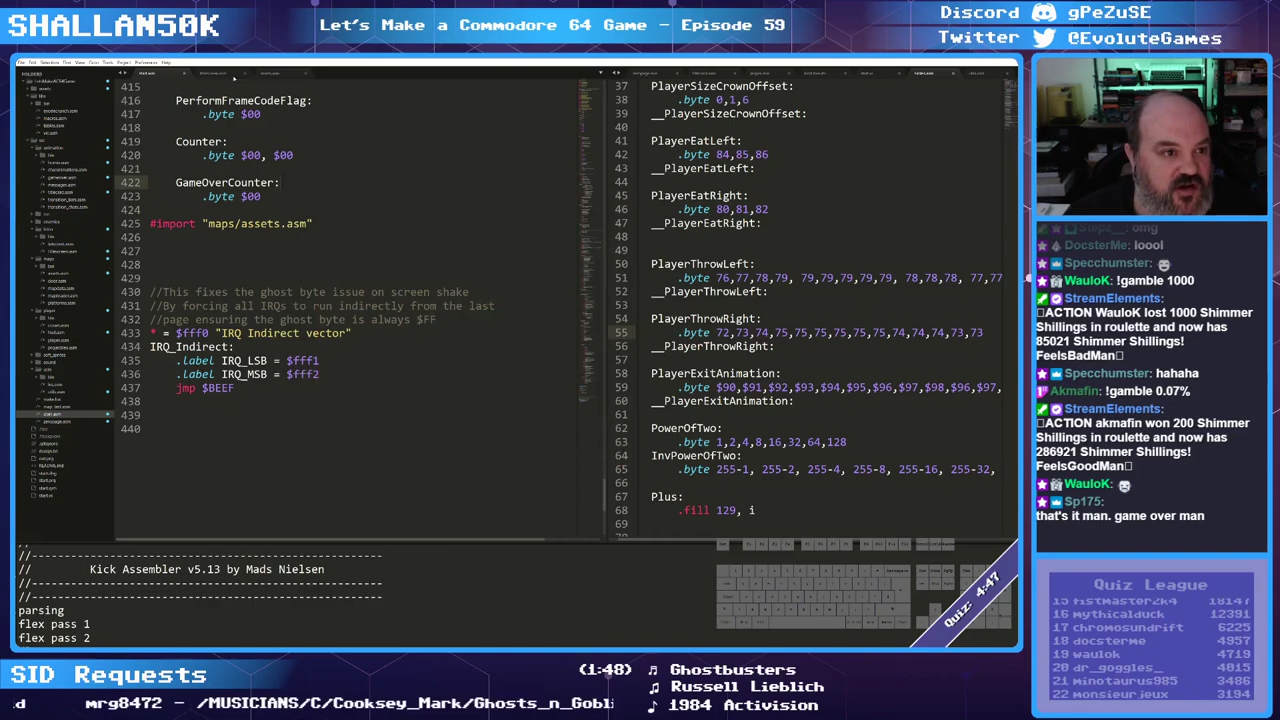 SHALLAN50K
Let's Make a Commodore 64 Game - Episode 59
Discord gPeZuSE
Twitter @EvoluteGames
415
416 PerformFrameCodeFlag:
417 .byte $00
418
419 Counter:
420 .byte $00, $00
421
422 GameOverCounter:
423 .byte $00
424
425 #import "maps/assets.asm"
426
427
428
429
430 //This fixes the ghost byte issue on screen shake
431 //By forcing all IRQs to run indirectly from the last
432 //page ensuring the ghost byte is always $FF
433 * = $fff0 "IRQ Indirect vector"
434 IRQ_Indirect:
435 .label IRQ_LSB = $fff1
436 .label IRQ_MSB = $fff2
437 jmp $BEEF
438
439
440
37 PlayerSizeCrownOffset:
38 .byte 0,1,6
39 __PlayerSizeCrownOffset:
40
41 PlayerEatLeft:
42 .byte 84,85,86
43 __PlayerEatLeft:
44
45 PlayerEatRight:
46 .byte 80,81,82
47 __PlayerEatRight:
48
49
50 PlayerThrowLeft:
51 .byte 76,77,78,79, 79,79,79,79, 78,78,78, 77,77
52 __PlayerThrowLeft:
53
54 PlayerThrowRight:
55 .byte 72,73,74,75,75,75,75,75,74,74,74,73,73
56 __PlayerThrowRight:
57
58 PlayerExitAnimation:
59 .byte $90,$91,$92,$93,$94,$95,$96,$97,$98,$96,$97,
60 __PlayerExitAnimation:
61
62 PowerOfTwo:
63 .byte 1,2,4,8,16,32,64,128
64 InvPowerOfTwo:
65 .byte 255-1, 255-2, 255-4, 255-8, 255-16, 255-32,
66
67 Plus:
68 .fill 129, i
69
//------------------------------------------------------
//------------------------------------------------------
// Kick Assembler v5.13 by Mads Nielsen
//------------------------------------------------------
parsing
flex pass 1
flex pass 2
Quiz: 4:47
DocsterMe: loool
Specchumster:
WauloK: !gamble 1000
StreamElements:
ACTION WauloK lost 1000 Shimmer
Shillings in roulette and now has
85021 Shimmer Shillings!
FeelsBadMan
Specchumster: hahaha
Akmafin: !gamble 0.07%
StreamElements:
ACTION akmafin won 200 Shimmer
Shillings in roulette and now has
286921 Shimmer Shillings!
FeelsGoodMan
WauloK:
Sp175:
that's it man. game over man
Quiz League
15 fistmaster2k4 18147
16 mythicalduck 12391
17 chromosundrift 6225
18 docsterme 4957
19 waulok 4719
20 dr_goggles_ 4015
21 minotaurus985 3486
22 monsieurjeux 3194
SID Requests
(1:48) Ghostbusters
Russell Lieblich
1984 Activision
mrg8472 - /MUSICIANS/C/Cooksey_Mark/Ghosts_n_Gobl